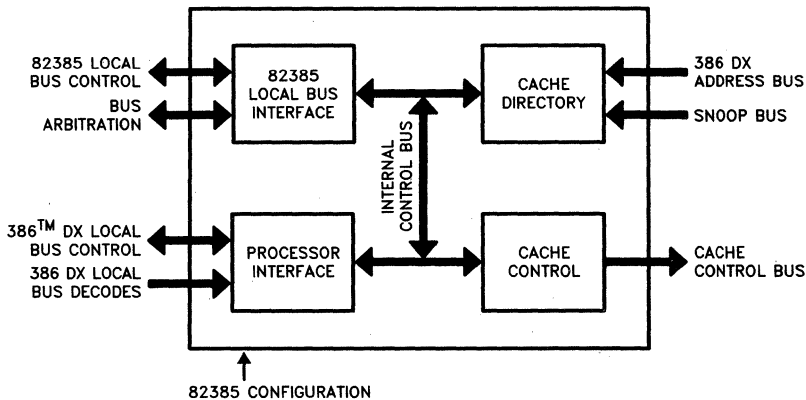 82385 LOCAL
BUS CONTROL
BUS
ARBITRATION
82385
LOCAL BUS
INTERFACE
CACHE
DIRECTORY
386 DX
ADDRESS BUS
SNOOP BUS
INTERNAL
CONTROL BUS
386™ DX LOCAL
BUS CONTROL
386 DX LOCAL
BUS DECODES
PROCESSOR
INTERFACE
CACHE
CONTROL
CACHE
CONTROL BUS
82385 CONFIGURATION